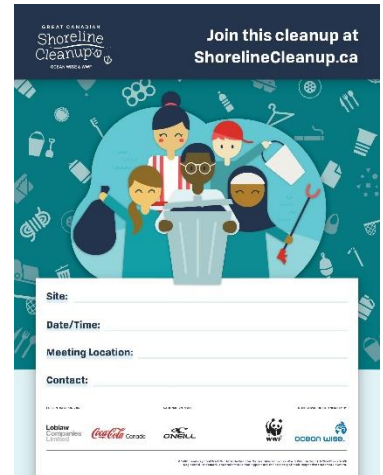 GREAT CANADIAN
Shoreline
Cleanup
OCEAN WISE & WWF
Join this cleanup at
ShorelineCleanup.ca
Site:
Date/Time:
Meeting Location:
Contact:
Loblaw
Companies
Limited
Coca-Cola Canada
O'NEILL
WWF
ocean wise.